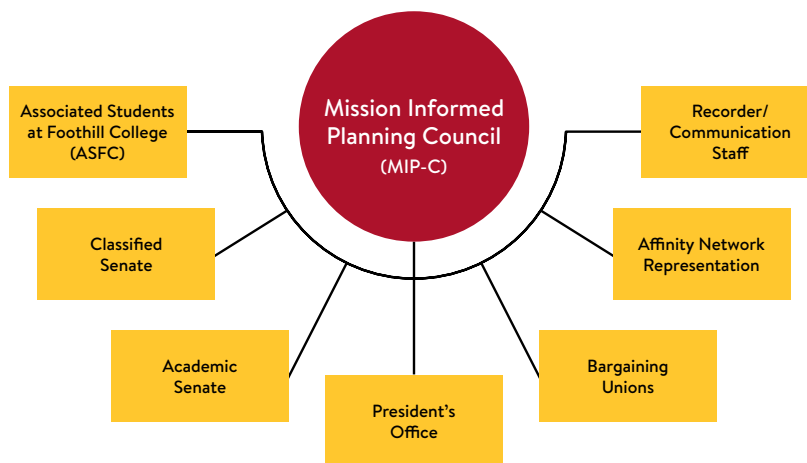 Mission Informed
Planning Council
(MIP-C)
Associated Students
at Foothill College
(ASFC)
Recorder/
Communication
Staff
Classified
Senate
Affinity Network
Representation
Academic
Senate
Bargaining
Unions
President's
Office